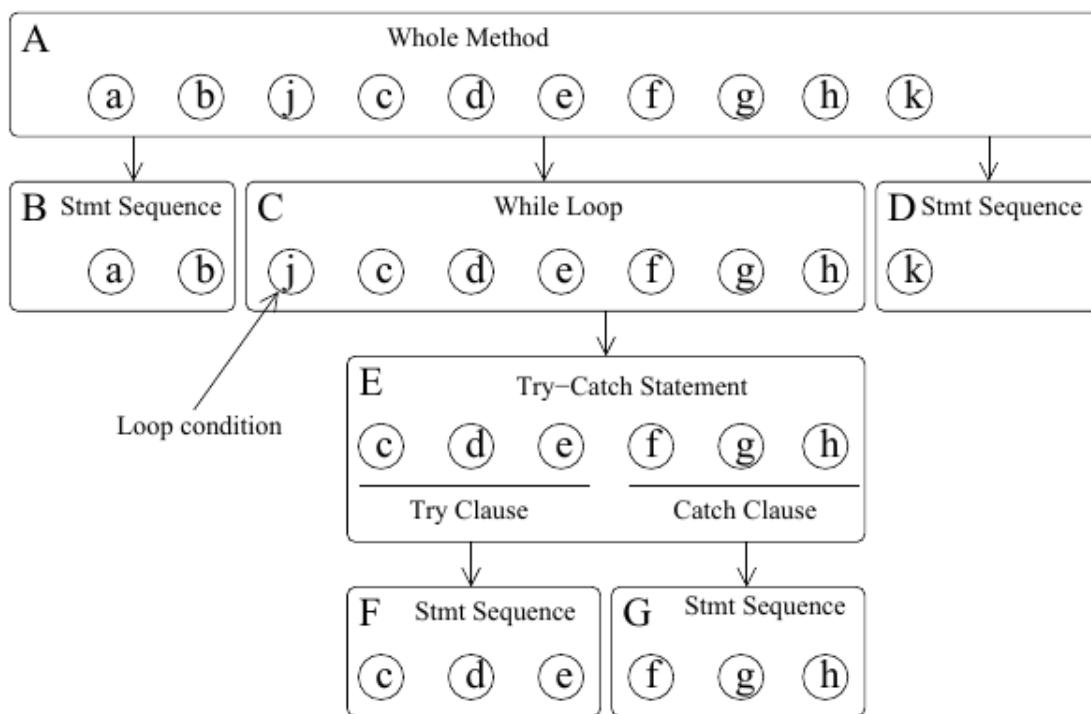 A Whole Method
a b j c d e f g h k
B Stmt Sequence
a b
C While Loop
j c d e f g h
D Stmt Sequence
k
Loop condition
E Try−Catch Statement
c d e f g h
Try Clause Catch Clause
F Stmt Sequence
c d e
G Stmt Sequence
f g h